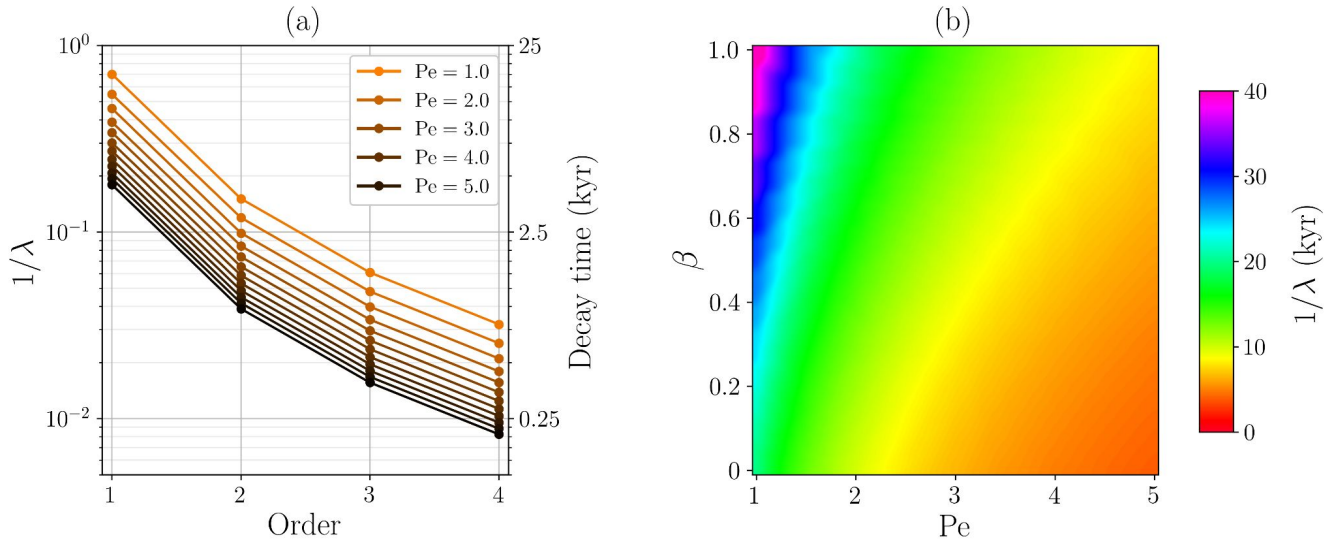 (a)
10⁰
10⁻¹
10⁻²
1/λ
1
2
3
4
Order
25
2.5
0.25
Decay time (kyr)
Pe = 1.0
Pe = 2.0
Pe = 3.0
Pe = 4.0
Pe = 5.0
(b)
1.0
0.8
0.6
0.4
0.2
0
β
1
2
3
4
5
Pe
40
30
20
10
0
1/λ (kyr)